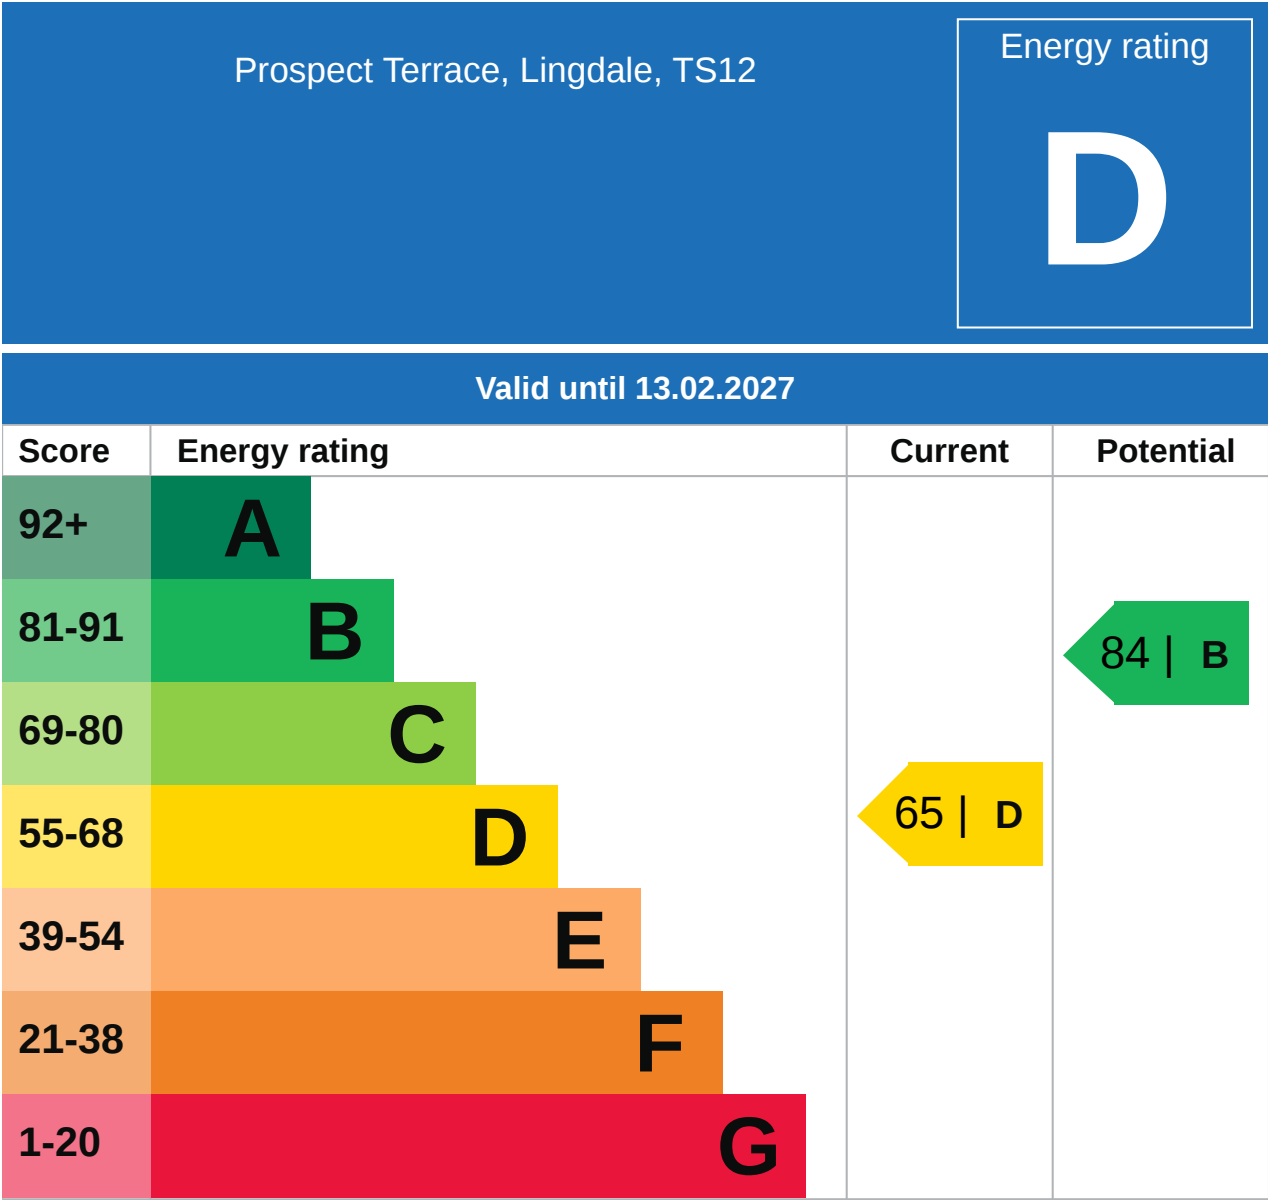 Prospect Terrace, Lingdale, TS12
Energy rating
D
Valid until 13.02.2027
Score Energy rating Current Potential
92+ A
81-91 B
84 | B
69-80 C
55-68 D
65 | D
39-54 E
21-38 F
1-20 G